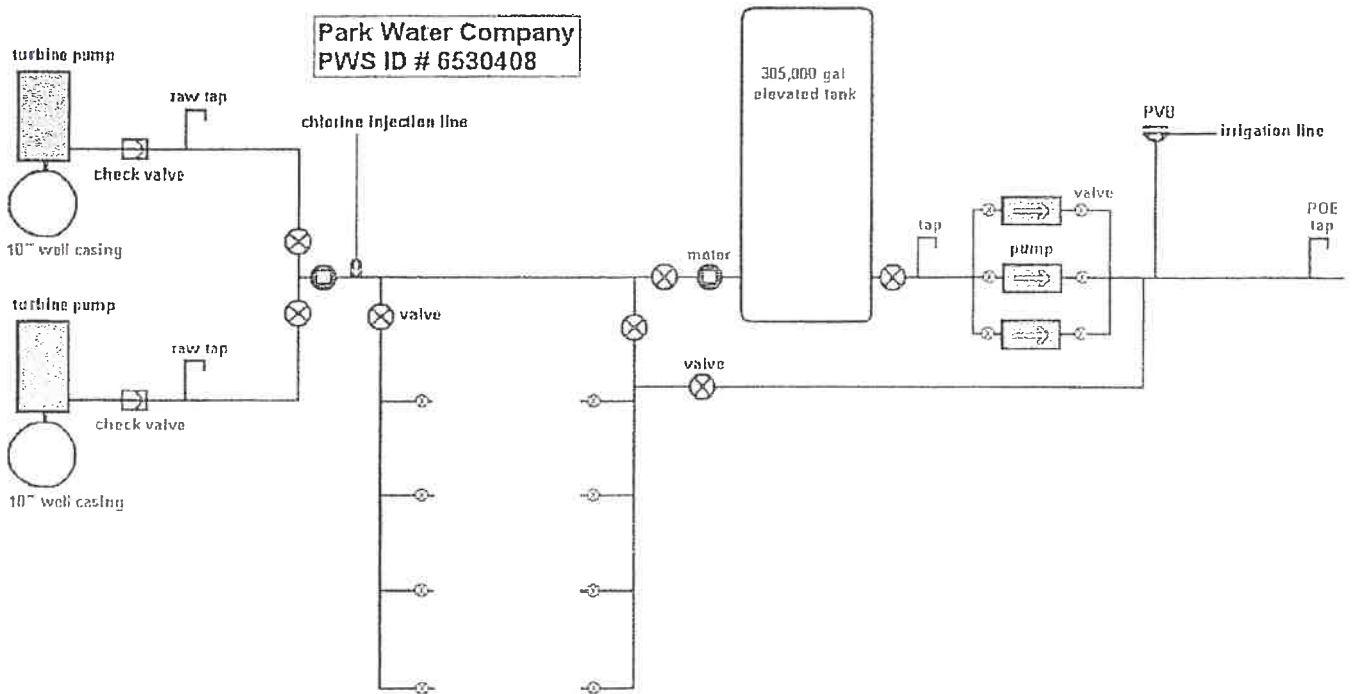 Park Water Company
PWS ID # 6530408
turbine pump
raw tap
check valve
10" well casing
chlorine injection line
305,000 gal
elevated tank
PVB
irrigation line
valve
pump
tap
POE
tap
meter
valve
valve
turbine pump
raw tap
check valve
10" well casing